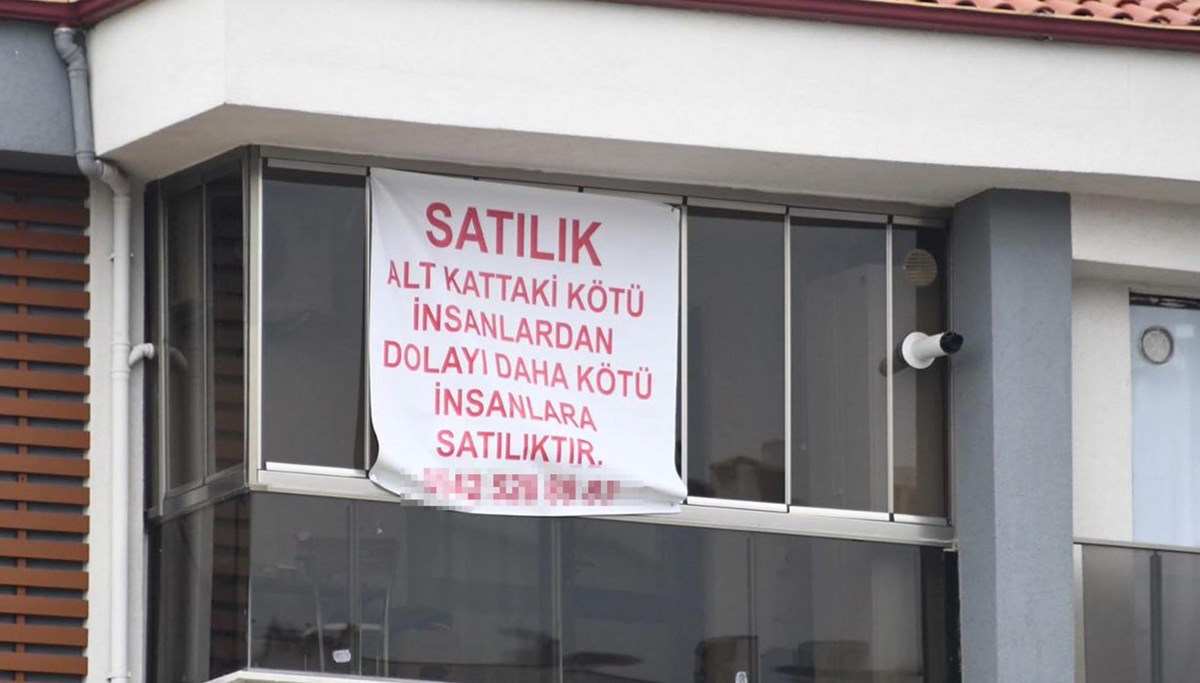 SATILIK
ALT KATTAKİ KÖTÜ
İNSANLARDAN
DOLAYI DAHA KÖTÜ
İNSANLARA
SATILIKTIR.